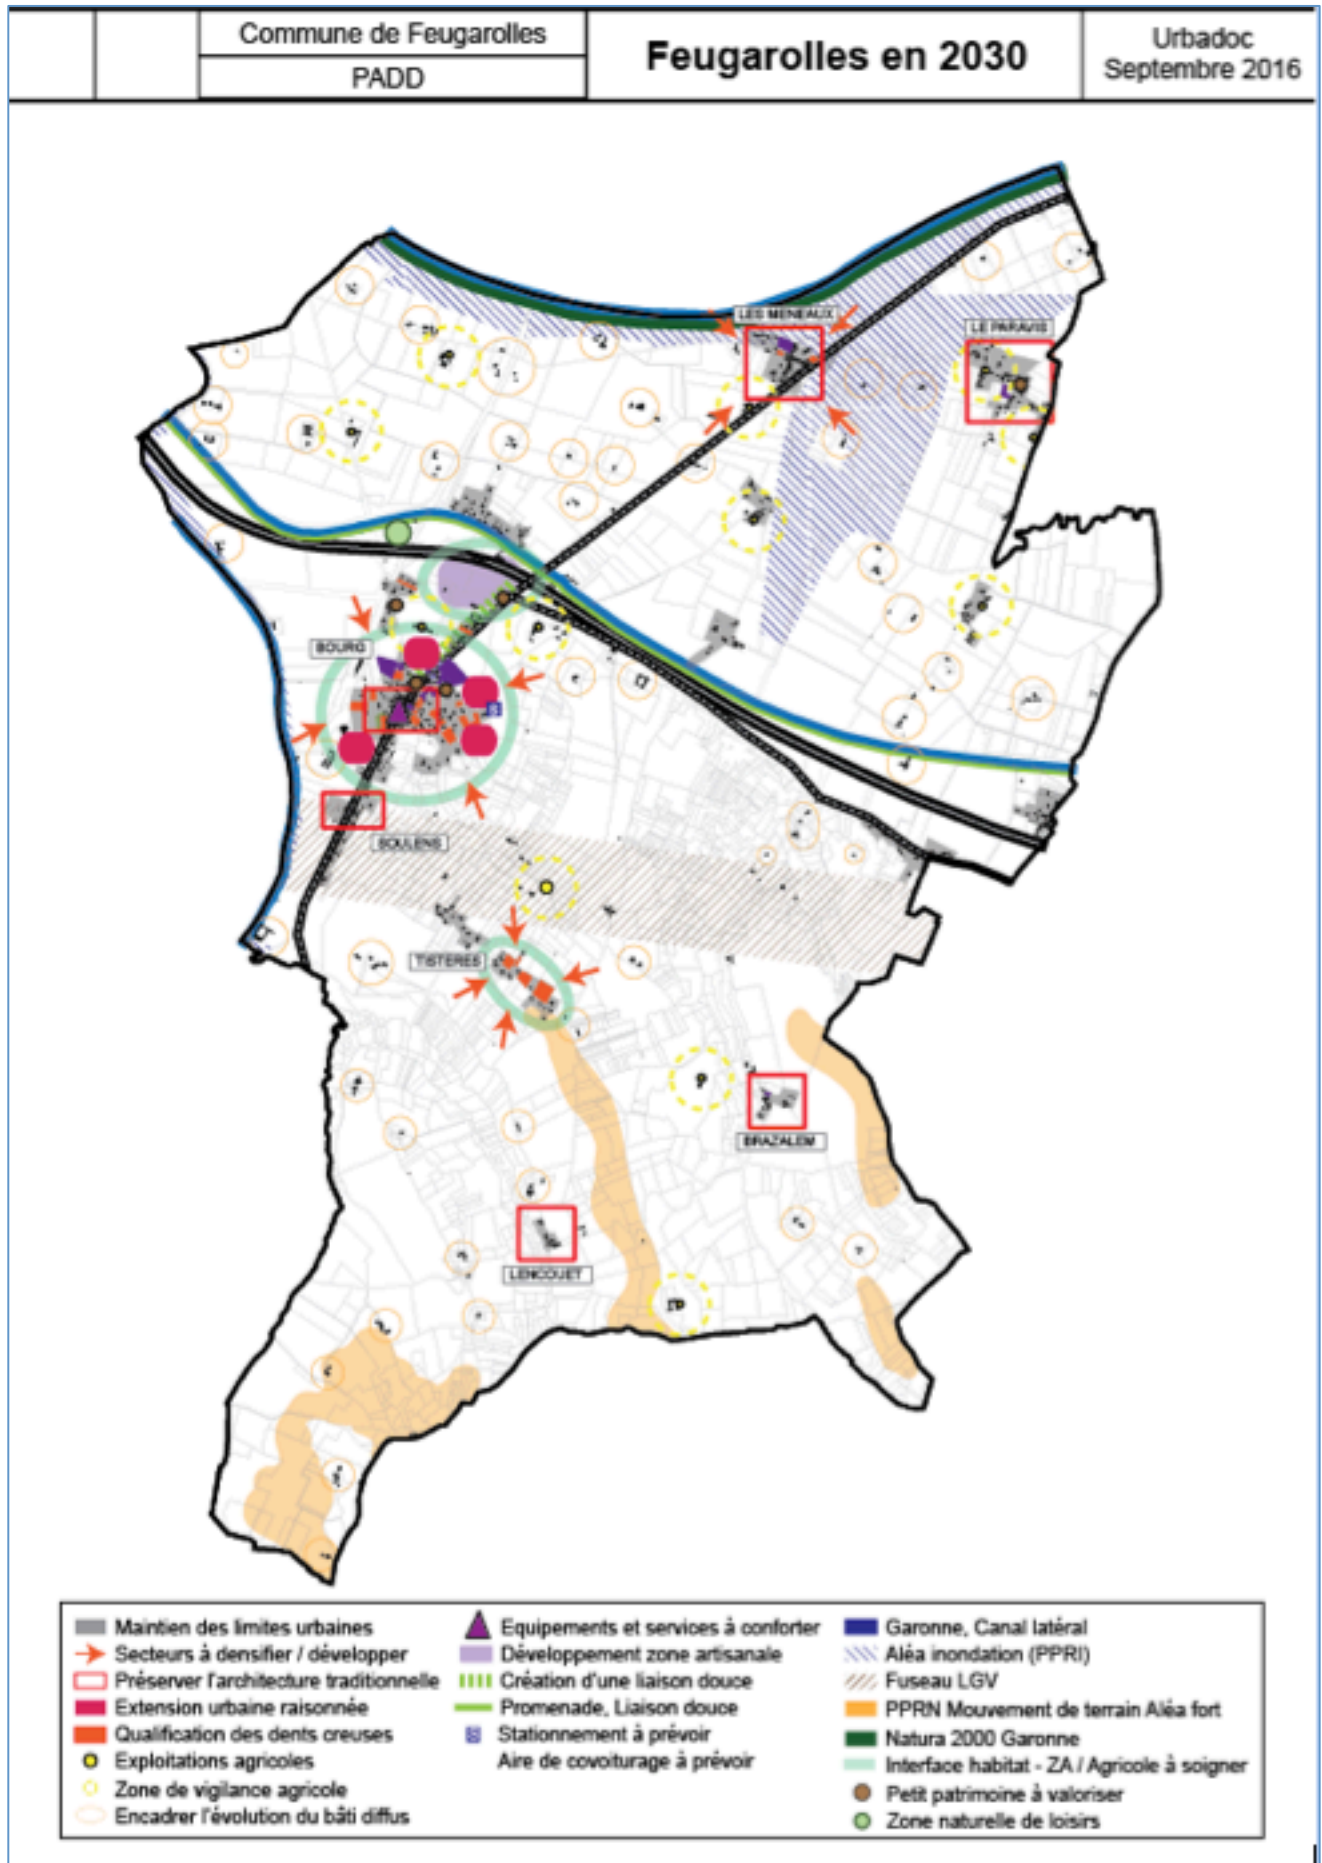 Commune de Feugarolles
PADD
Feugarolles en 2030
Urbadoc
Septembre 2016
LES MENEAUX
LE PARAVIS
BOURG
BOULENS
TISTERES
BRAZALEM
LENCOUET
Maintien des limites urbaines
Secteurs à densifier / développer
Préserver l'architecture traditionnelle
Extension urbaine raisonnée
Qualification des dents creuses
Exploitations agricoles
Zone de vigilance agricole
Encadrer l'évolution du bâti diffus
Equipements et services à conforter
Développement zone artisanale
Création d'une liaison douce
Promenade, Liaison douce
Stationnement à prévoir
Aire de covoiturage à prévoir
Garonne, Canal latéral
Aléa inondation (PPRI)
Fuseau LGV
PPRN Mouvement de terrain Aléa fort
Natura 2000 Garonne
Interface habitat - ZA / Agricole à soigner
Petit patrimoine à valoriser
Zone naturelle de loisirs